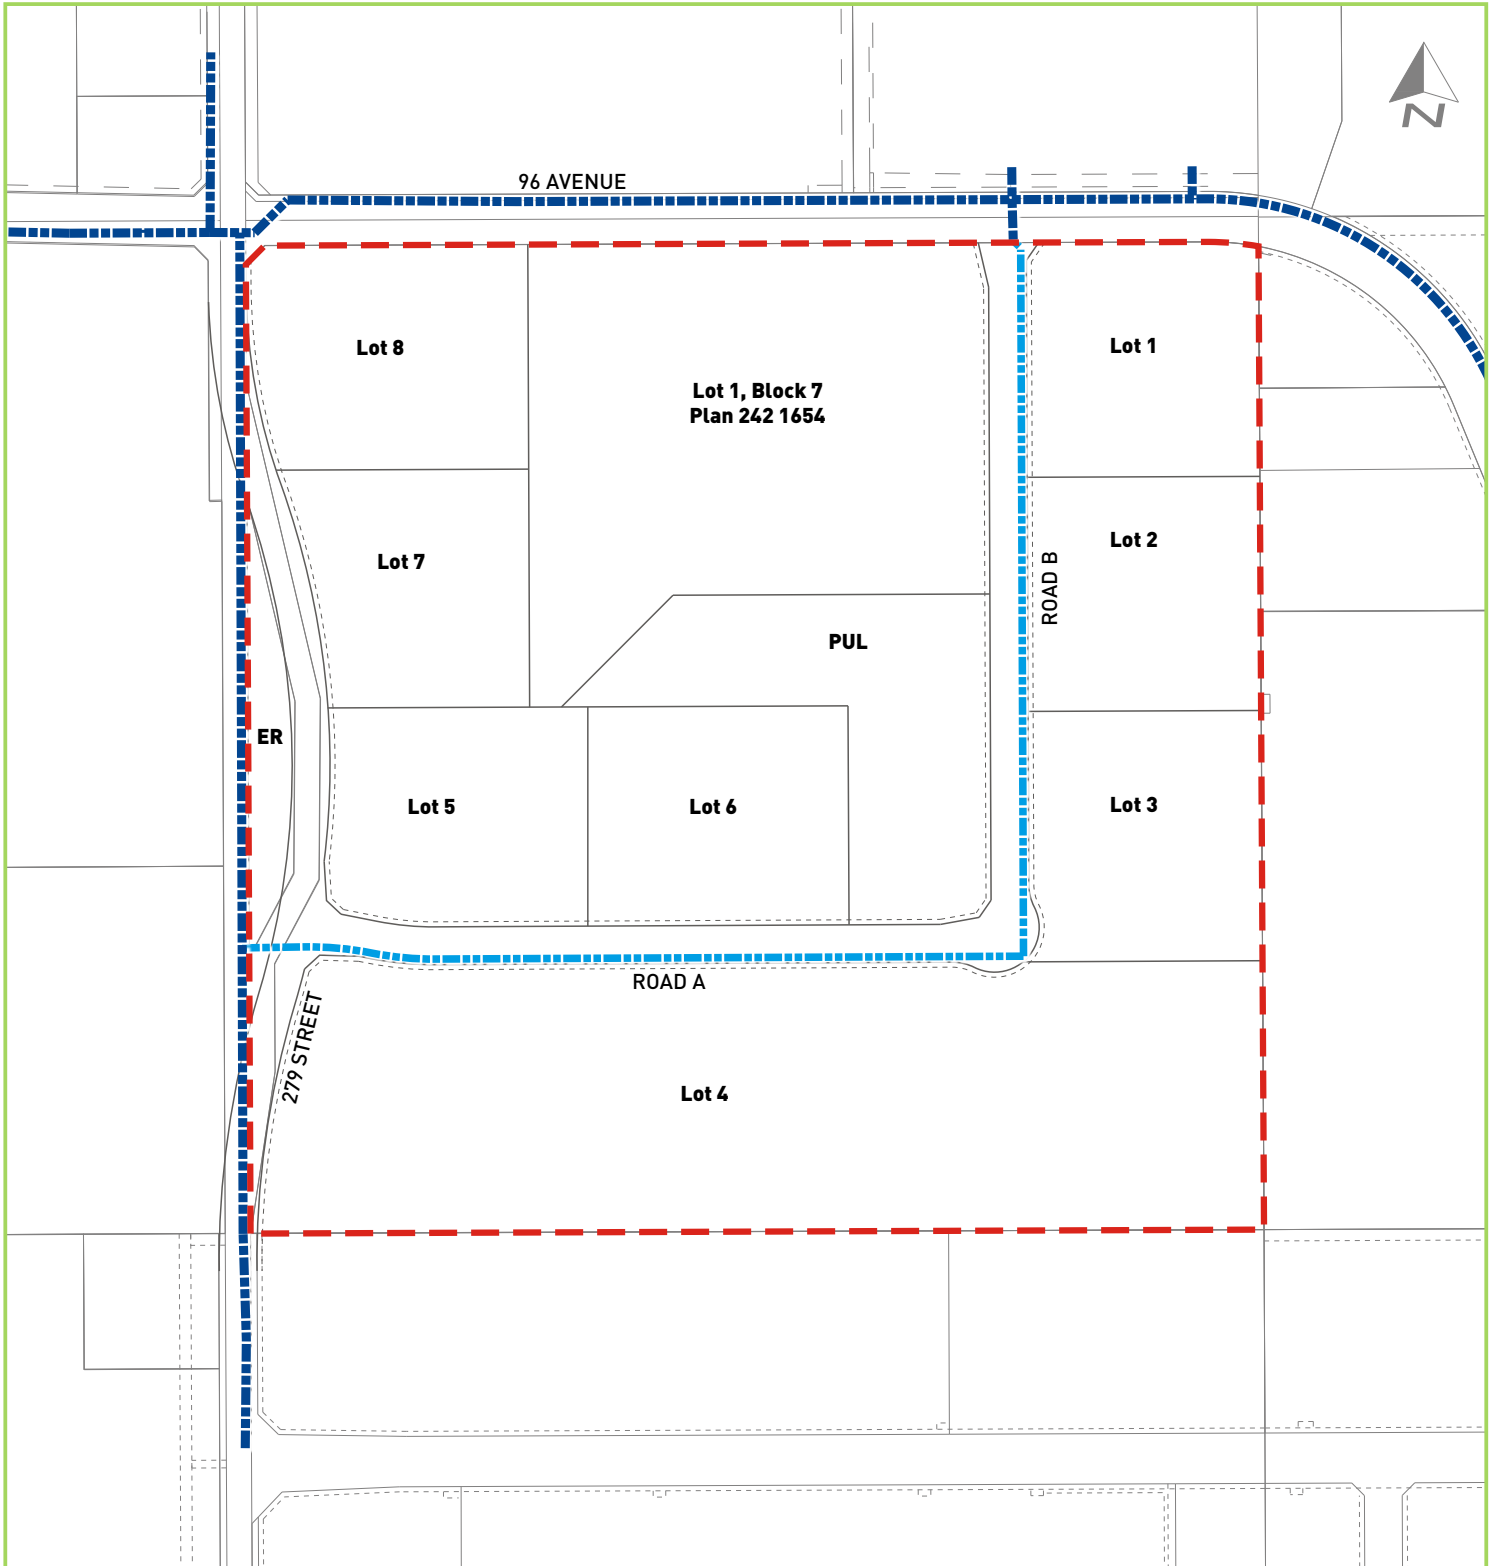 96 AVENUE
N
Lot 8
Lot 1
Lot 1, Block 7
Plan 242 1654
Lot 7
Lot 2
ROAD B
PUL
ER
Lot 5
Lot 6
Lot 3
ROAD A
279 STREET
Lot 4